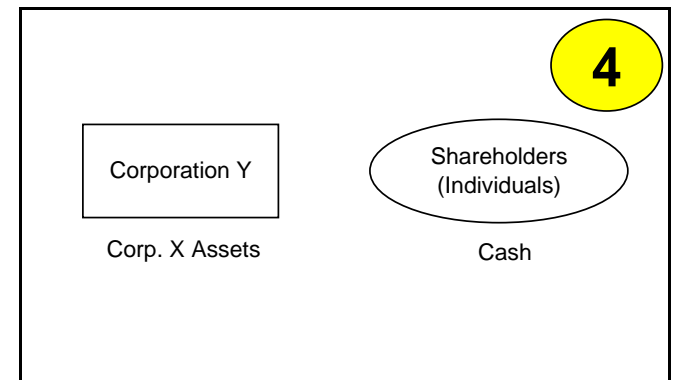 4
Corporation Y
Shareholders
(Individuals)
Corp. X Assets
Cash